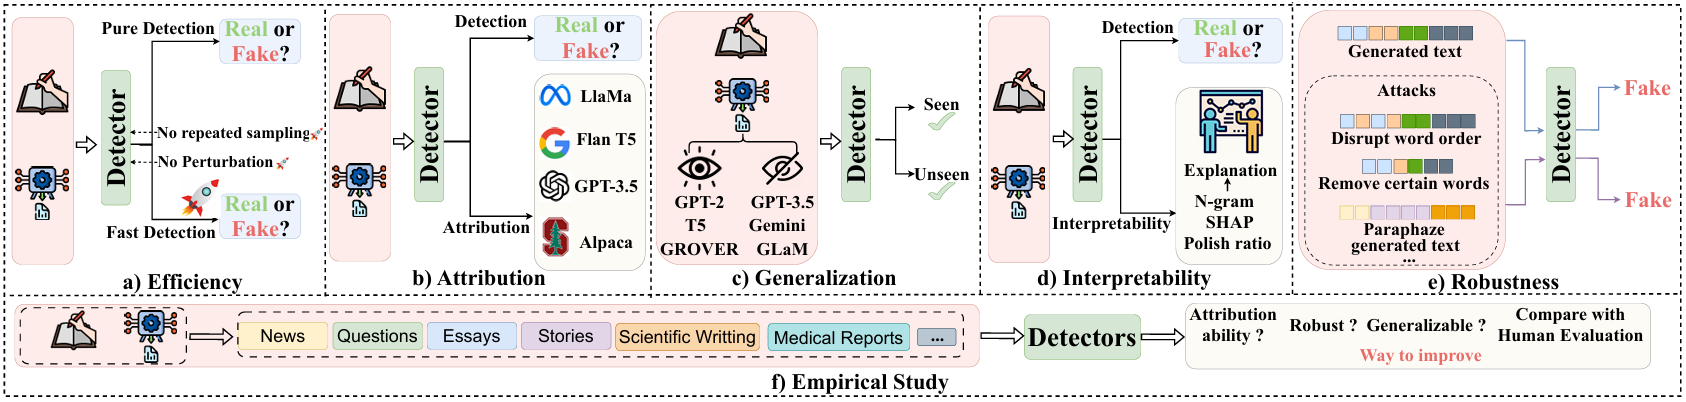 Pure Detection
Real or
Fake?
Detector
No repeated sampling
No Perturbation
Fast Detection
Real or
Fake?
a) Efficiency
Detection
Real or
Fake?
Detector
LlaMa
Flan T5
GPT-3.5
Alpaca
Attribution
b) Attribution
GPT-2
T5
GROVER
GPT-3.5
Gemini
GLaM
Detector
Seen
Unseen
c) Generalization
Detection
Real or
Fake?
Detector
Explanation
N-gram
SHAP
Polish ratio
Interpretability
d) Interpretability
Generated text
Attacks
Disrupt word order
Remove certain words
Paraphaze
generated text
...
Detector
Fake
Fake
e) Robustness
News
Questions
Essays
Stories
Scientific Writting
Medical Reports
...
Detectors
Attribution
ability ?
Robust ?
Generalizable ?
Compare with
Human Evaluation
Way to improve
f) Empirical Study